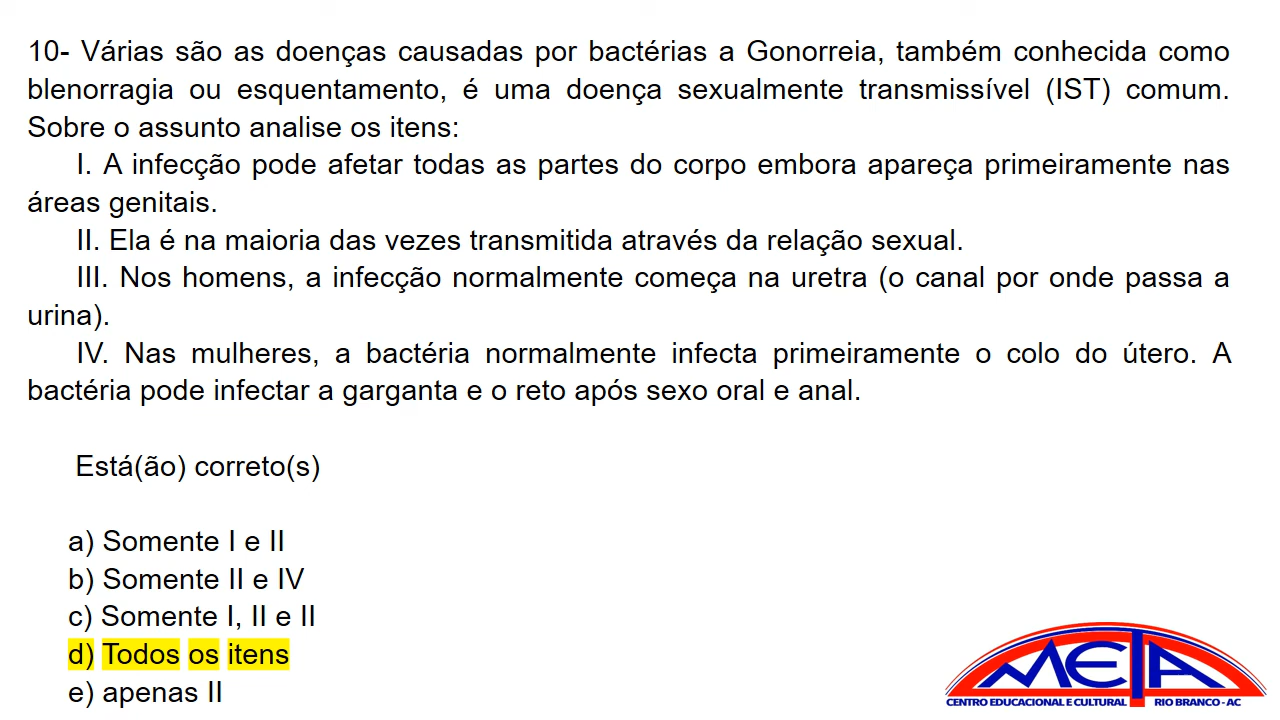 10- Várias são as doenças causadas por bactérias a Gonorreia, também conhecida como
blenorragia ou esquentamento, é uma doença sexualmente transmissível (IST) comum.
Sobre o assunto analise os itens:
I. A infecção pode afetar todas as partes do corpo embora apareça primeiramente nas
áreas genitais.
II. Ela é na maioria das vezes transmitida através da relação sexual.
III. Nos homens, a infecção normalmente começa na uretra (o canal por onde passa a
urina).
IV. Nas mulheres, a bactéria normalmente infecta primeiramente o colo do útero. A
bactéria pode infectar a garganta e o reto após sexo oral e anal.
Está(ão) correto(s)
a) Somente I e II
b) Somente II e IV
c) Somente I, II e II
d) Todos os itens
e) apenas II
META
CENTRO EDUCACIONAL E CULTURAL RIO BRANCO - AC